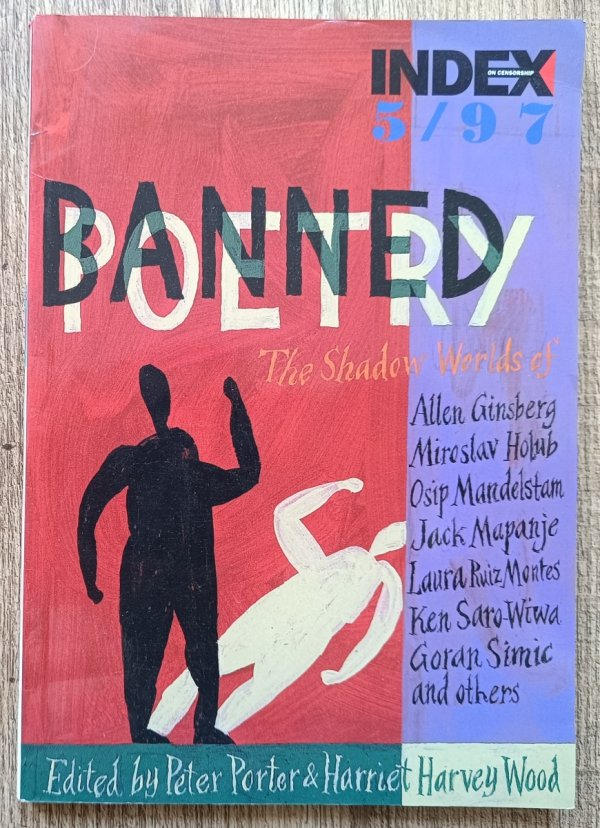 INDEX
ON CENSORSHIP
5/97
BANNED
POETRY
The Shadow Worlds of
Allen Ginsberg
Miroslav Holub
Osip Mandelstam
Jack Mapanje
Laura Ruiz Montes
Ken Saro-Wiwa
Goran Simic
and others
Edited by Peter Porter & Harriet Harvey Wood